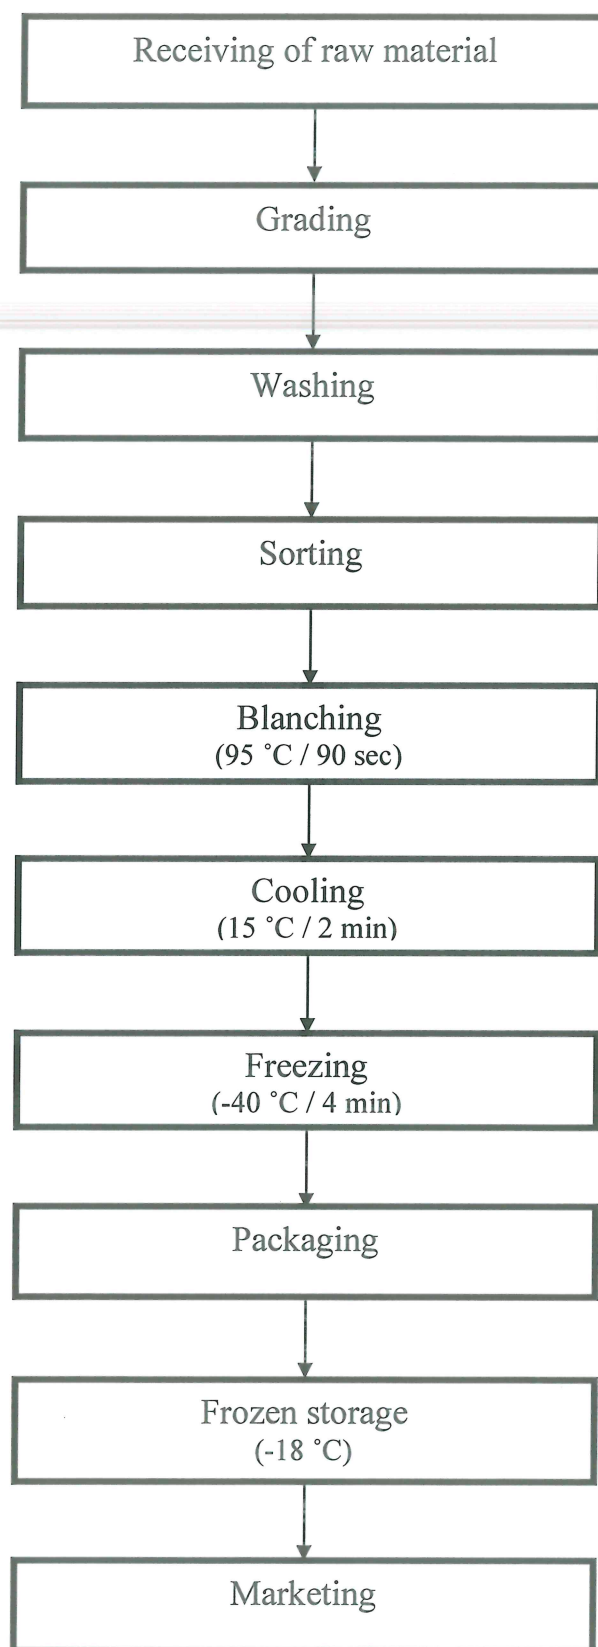 Receiving of raw material
Grading
Washing
Sorting
Blanching
(95 ˚C / 90 sec)
Cooling
(15 ˚C / 2 min)
Freezing
(-40 ˚C / 4 min)
Packaging
Frozen storage
(-18 ˚C)
Marketing